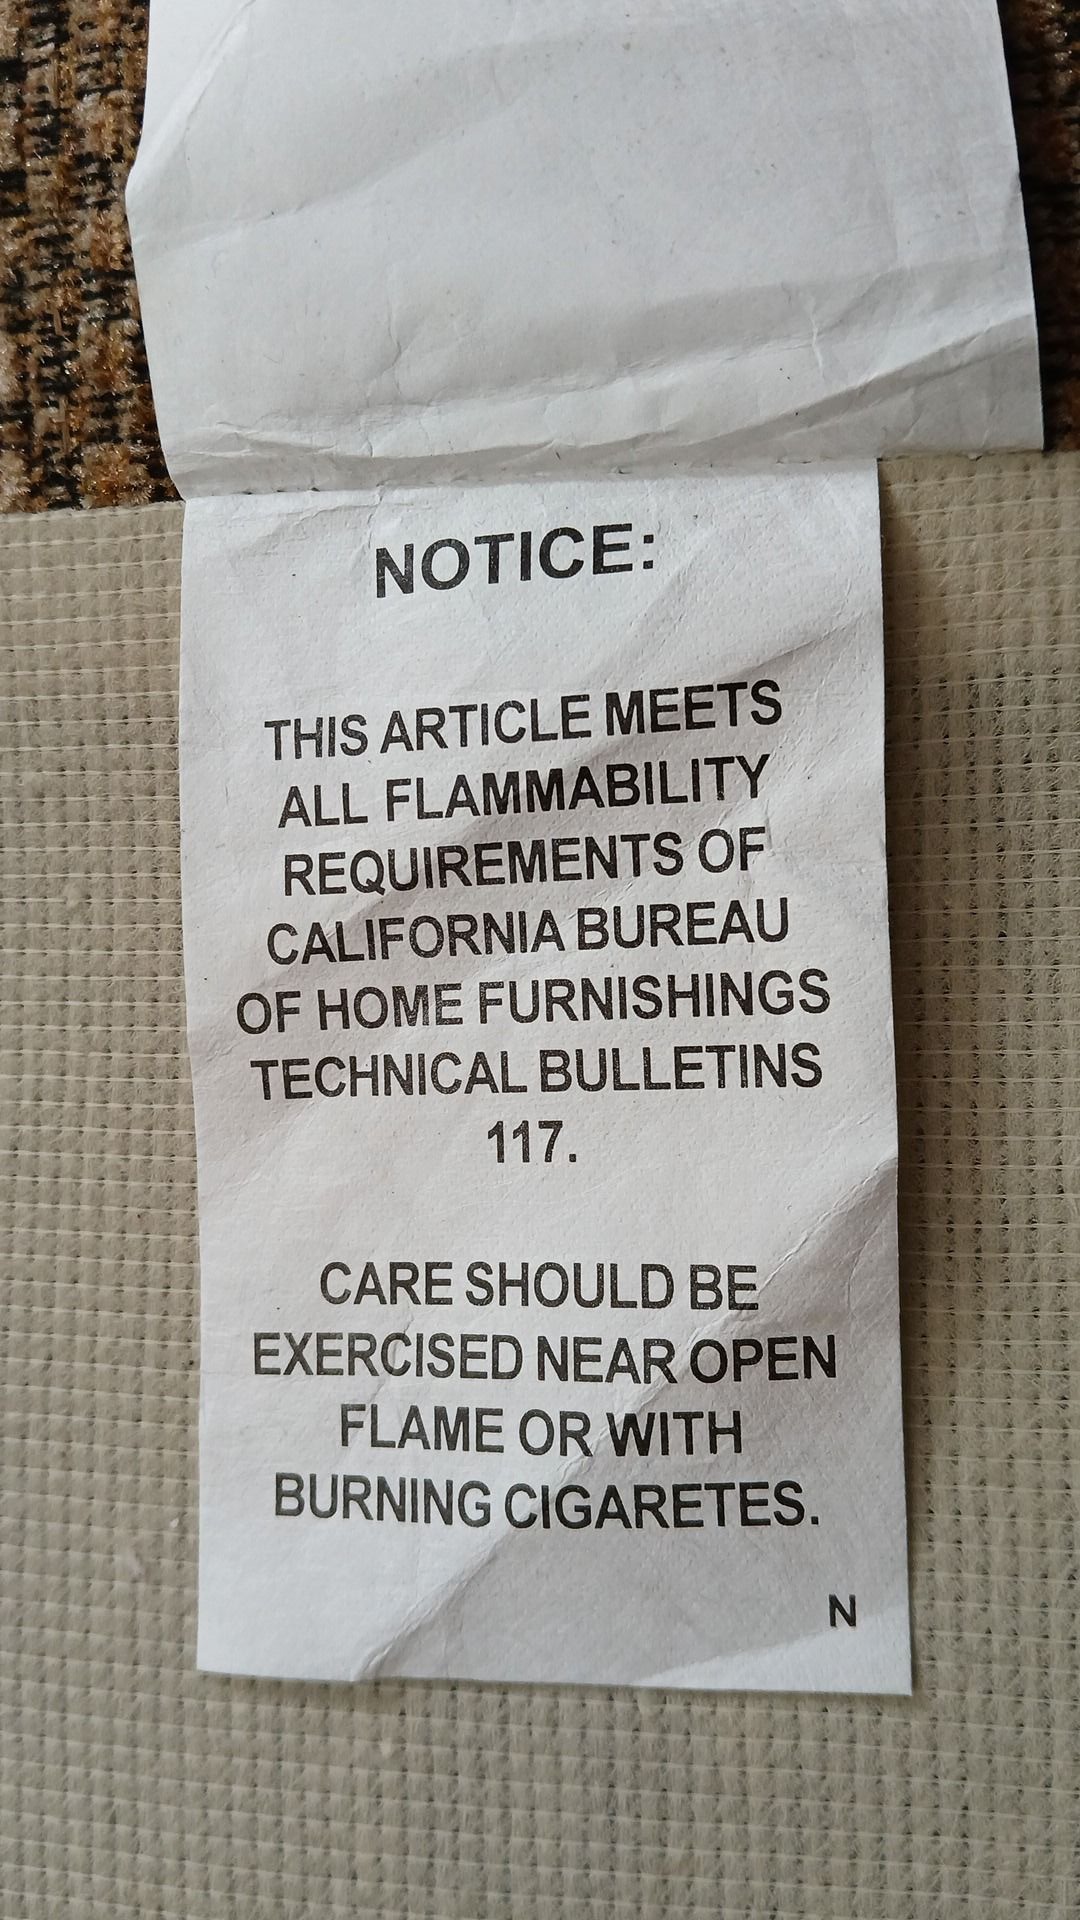 NOTICE:
THIS ARTICLE MEETS
ALL FLAMMABILITY
REQUIREMENTS OF
CALIFORNIA BUREAU
OF HOME FURNISHINGS
TECHNICAL BULLETINS
117.
CARE SHOULD BE
EXERCISED NEAR OPEN
FLAME OR WITH
BURNING CIGARETES.
N